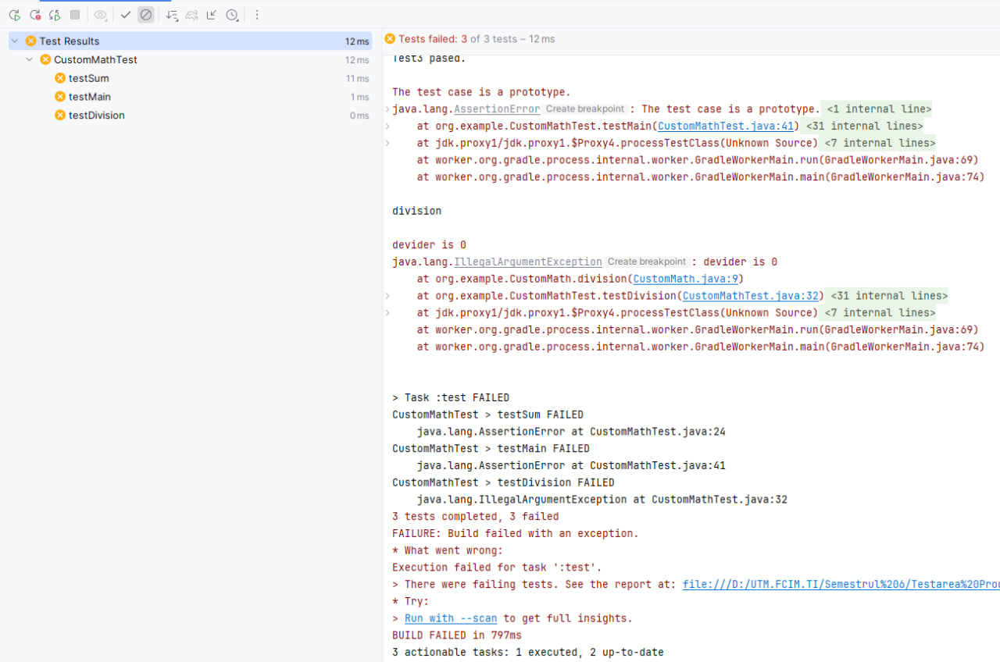 Test Results 12 ms
CustomMathTest 12 ms
testSum 11 ms
testMain 1 ms
testDivision 0 ms
Tests failed: 3 of 3 tests – 12 ms
Test3 pased.
The test case is a prototype.
java.lang.AssertionError Create breakpoint : The test case is a prototype. <1 internal line>
at org.example.CustomMathTest.testMain(CustomMathTest.java:41) <31 internal lines>
at jdk.proxy1/jdk.proxy1.$Proxy4.processTestClass(Unknown Source) <7 internal lines>
at worker.org.gradle.process.internal.worker.GradleWorkerMain.run(GradleWorkerMain.java:69)
at worker.org.gradle.process.internal.worker.GradleWorkerMain.main(GradleWorkerMain.java:74)
division
devider is 0
java.lang.IllegalArgumentException Create breakpoint : devider is 0
at org.example.CustomMath.division(CustomMath.java:9)
at org.example.CustomMathTest.testDivision(CustomMathTest.java:32) <31 internal lines>
at jdk.proxy1/jdk.proxy1.$Proxy4.processTestClass(Unknown Source) <7 internal lines>
at worker.org.gradle.process.internal.worker.GradleWorkerMain.run(GradleWorkerMain.java:69)
at worker.org.gradle.process.internal.worker.GradleWorkerMain.main(GradleWorkerMain.java:74)
> Task :test FAILED
CustomMathTest > testSum FAILED
java.lang.AssertionError at CustomMathTest.java:24
CustomMathTest > testMain FAILED
java.lang.AssertionError at CustomMathTest.java:41
CustomMathTest > testDivision FAILED
java.lang.IllegalArgumentException at CustomMathTest.java:32
3 tests completed, 3 failed
FAILURE: Build failed with an exception.
* What went wrong:
Execution failed for task ':test'.
> There were failing tests. See the report at: file:///D:/UTM.FCIM.TI/Semestrul%206/Testarea%20Prod
* Try:
> Run with --scan to get full insights.
BUILD FAILED in 797ms
3 actionable tasks: 1 executed, 2 up-to-date